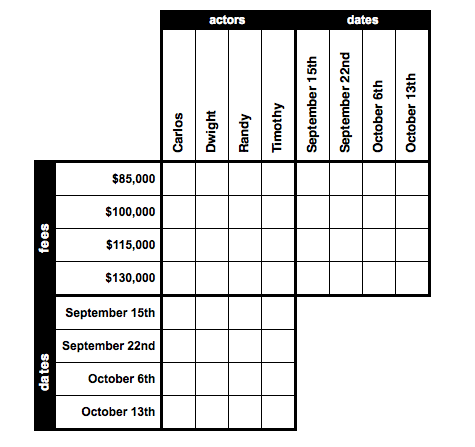 actors dates
Carlos Dwight Randy Timothy September 15th September 22nd October 6th October 13th
fees
$85,000
$100,000
$115,000
$130,000
dates
September 15th
September 22nd
October 6th
October 13th